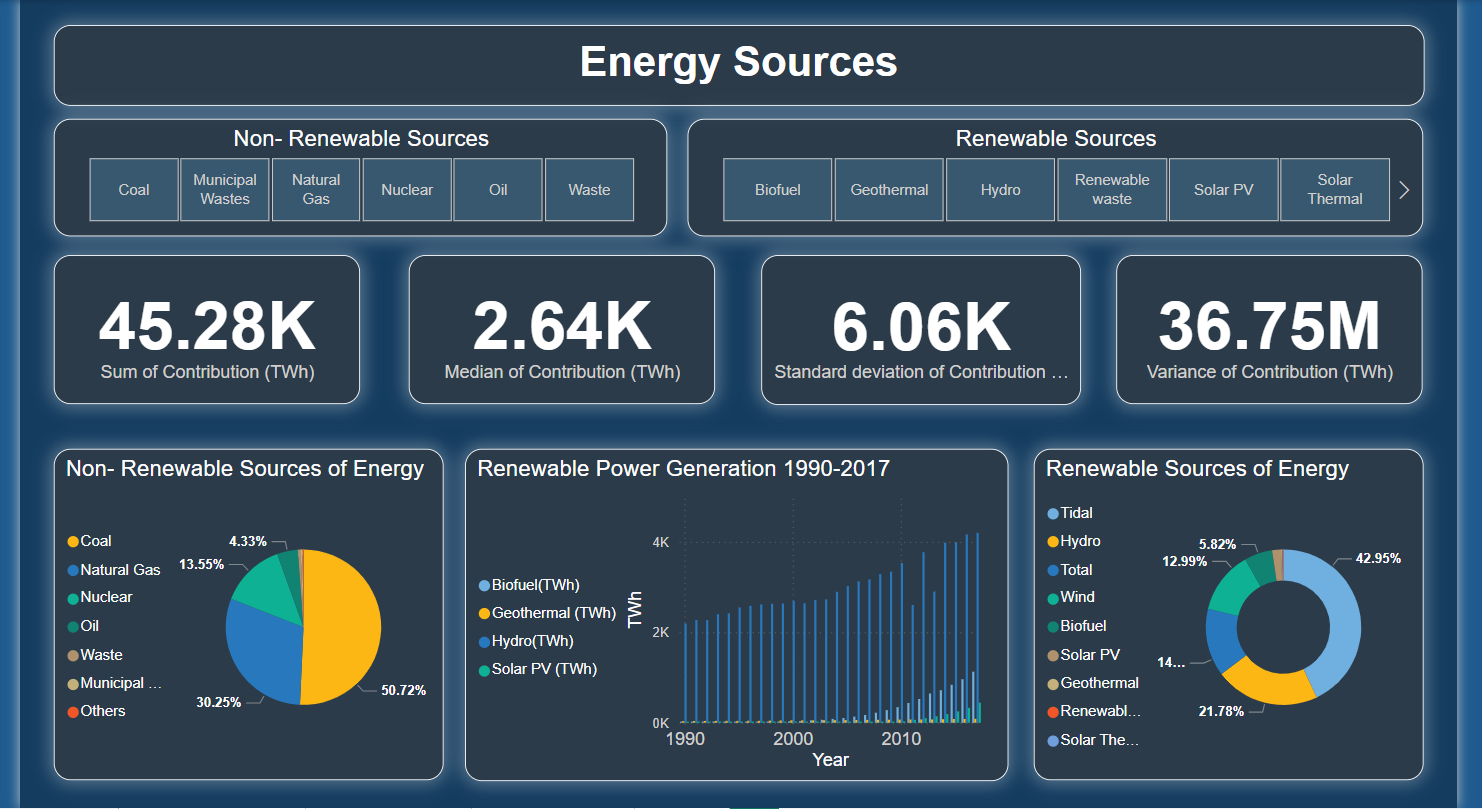 Energy Sources
Non- Renewable Sources
Coal
Municipal
Wastes
Natural
Gas
Nuclear
Oil
Waste
Renewable Sources
Biofuel
Geothermal
Hydro
Renewable
waste
Solar PV
Solar
Thermal
45.28K
Sum of Contribution (TWh)
2.64K
Median of Contribution (TWh)
6.06K
Standard deviation of Contribution …
36.75M
Variance of Contribution (TWh)
Non- Renewable Sources of Energy
Coal
Natural Gas
Nuclear
Oil
Waste
Municipal …
Others
4.33%
13.55%
30.25%
50.72%
Renewable Power Generation 1990-2017
Biofuel(TWh)
Geothermal (TWh)
Hydro(TWh)
Solar PV (TWh)
TWh
4K
2K
0K
1990
2000
2010
Year
Renewable Sources of Energy
Tidal
Hydro
Total
Wind
Biofuel
Solar PV
Geothermal
Renewabl…
Solar The…
5.82%
12.99%
14…
21.78%
42.95%